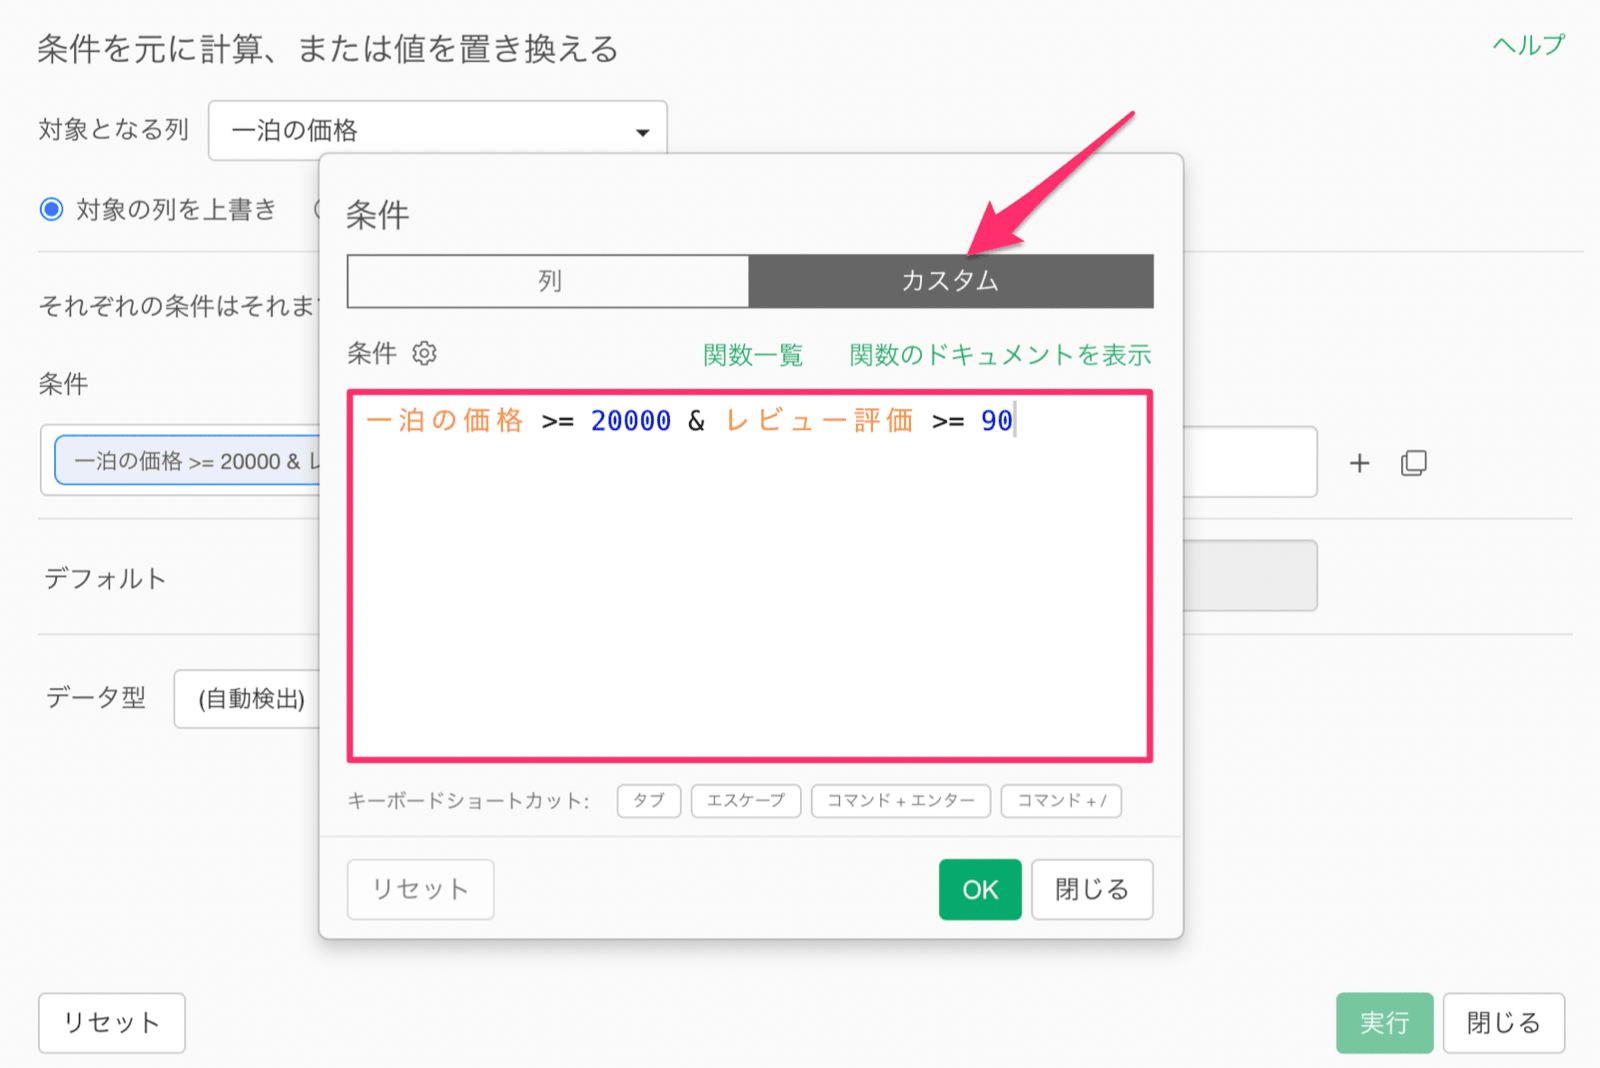 条件を元に計算、または値を置き換える
ヘルプ
対象となる列 一泊の価格
対象の列を上書き
条件
列 カスタム
それぞれの条件はそれま
条件 関数一覧 関数のドキュメントを表示
条件
一泊の価格 >= 20000 & レビュー評価 >= 90
一泊の価格 >= 20000 & レ
デフォルト
データ型 (自動検出)
キーボードショートカット: タブ エスケープ コマンド + エンター コマンド + /
リセット OK 閉じる
リセット 実行 閉じる